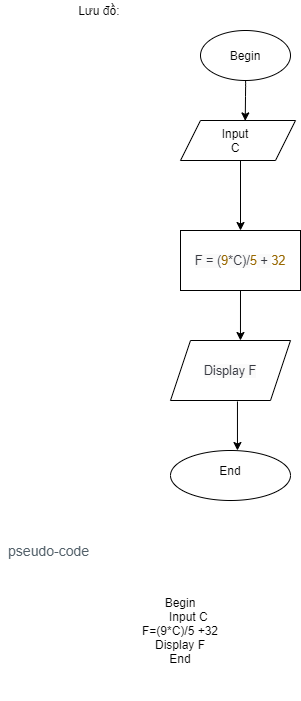 Lưu đồ:
Begin
Input
C
F = (9*C)/5 + 32
Display F
End
pseudo-code
Begin
Input C
F=(9*C)/5 +32
Display F
End